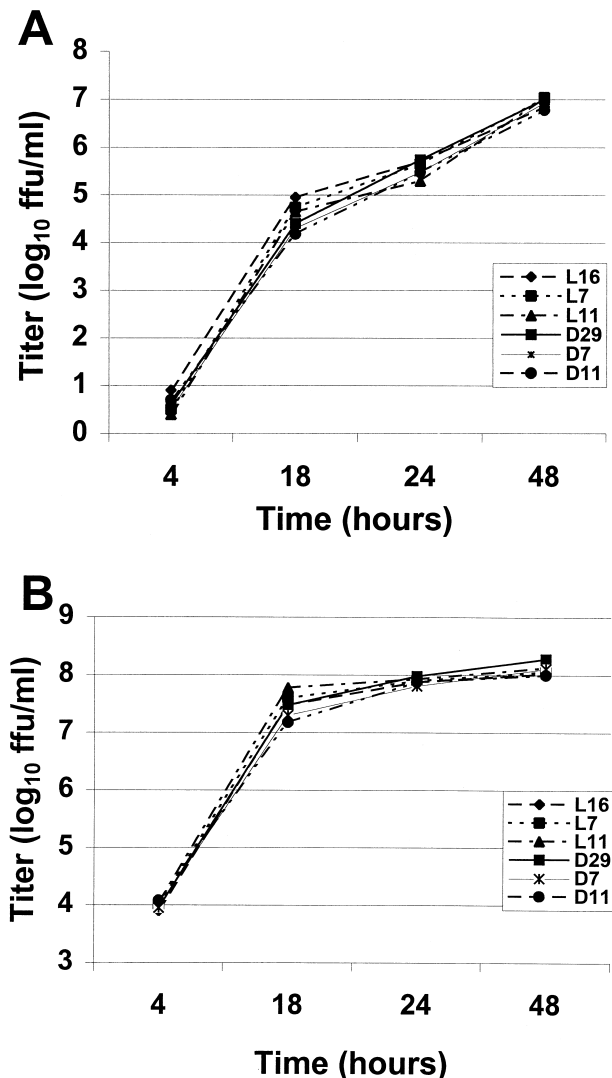 A
8
7
6
5
4
3
2
1
0
Titer (log10 ffu/ml)
L16
L7
L11
D29
D7
D11
4 18 24 48
Time (hours)
B
9
8
7
6
5
4
3
Titer (log10 ffu/ml)
L16
L7
L11
D29
D7
D11
4 18 24 48
Time (hours)